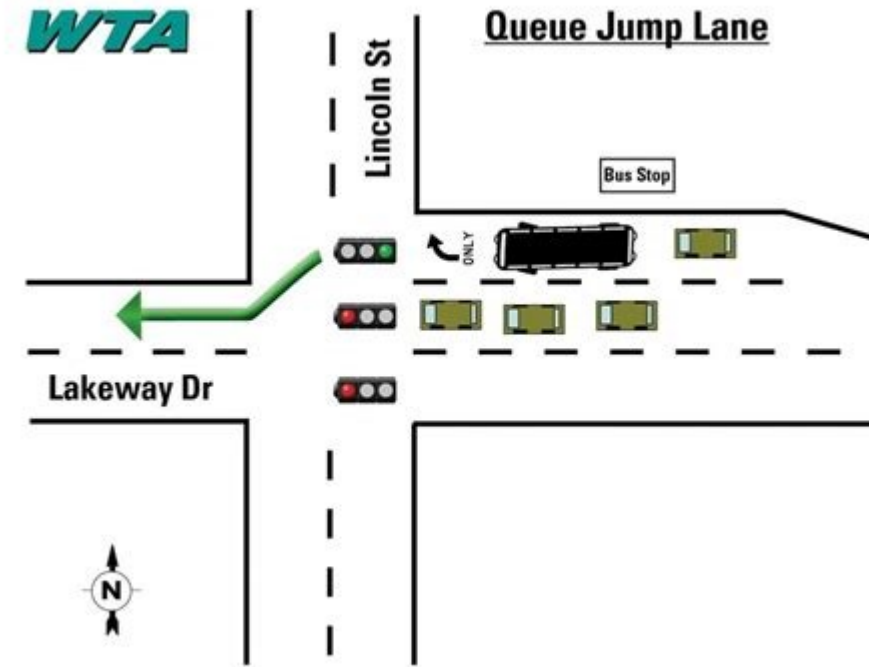 WTA
Queue Jump Lane
Lincoln St
Bus Stop
ONLY
Lakeway Dr
N